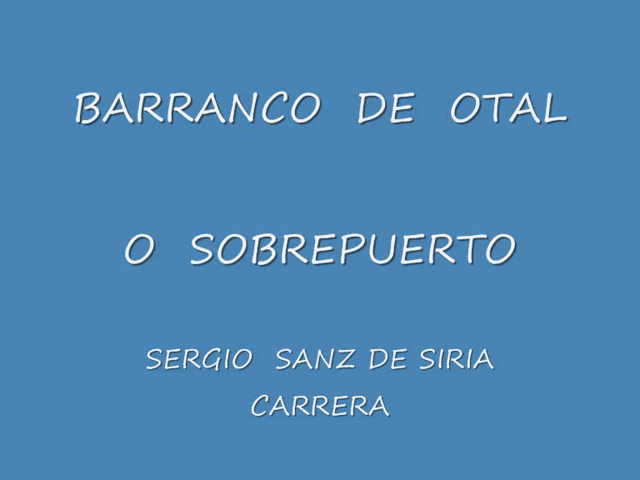 BARRANCO DE OTAL
O SOBREPUERTO
SERGIO SANZ DE SIRIA
CARRERA